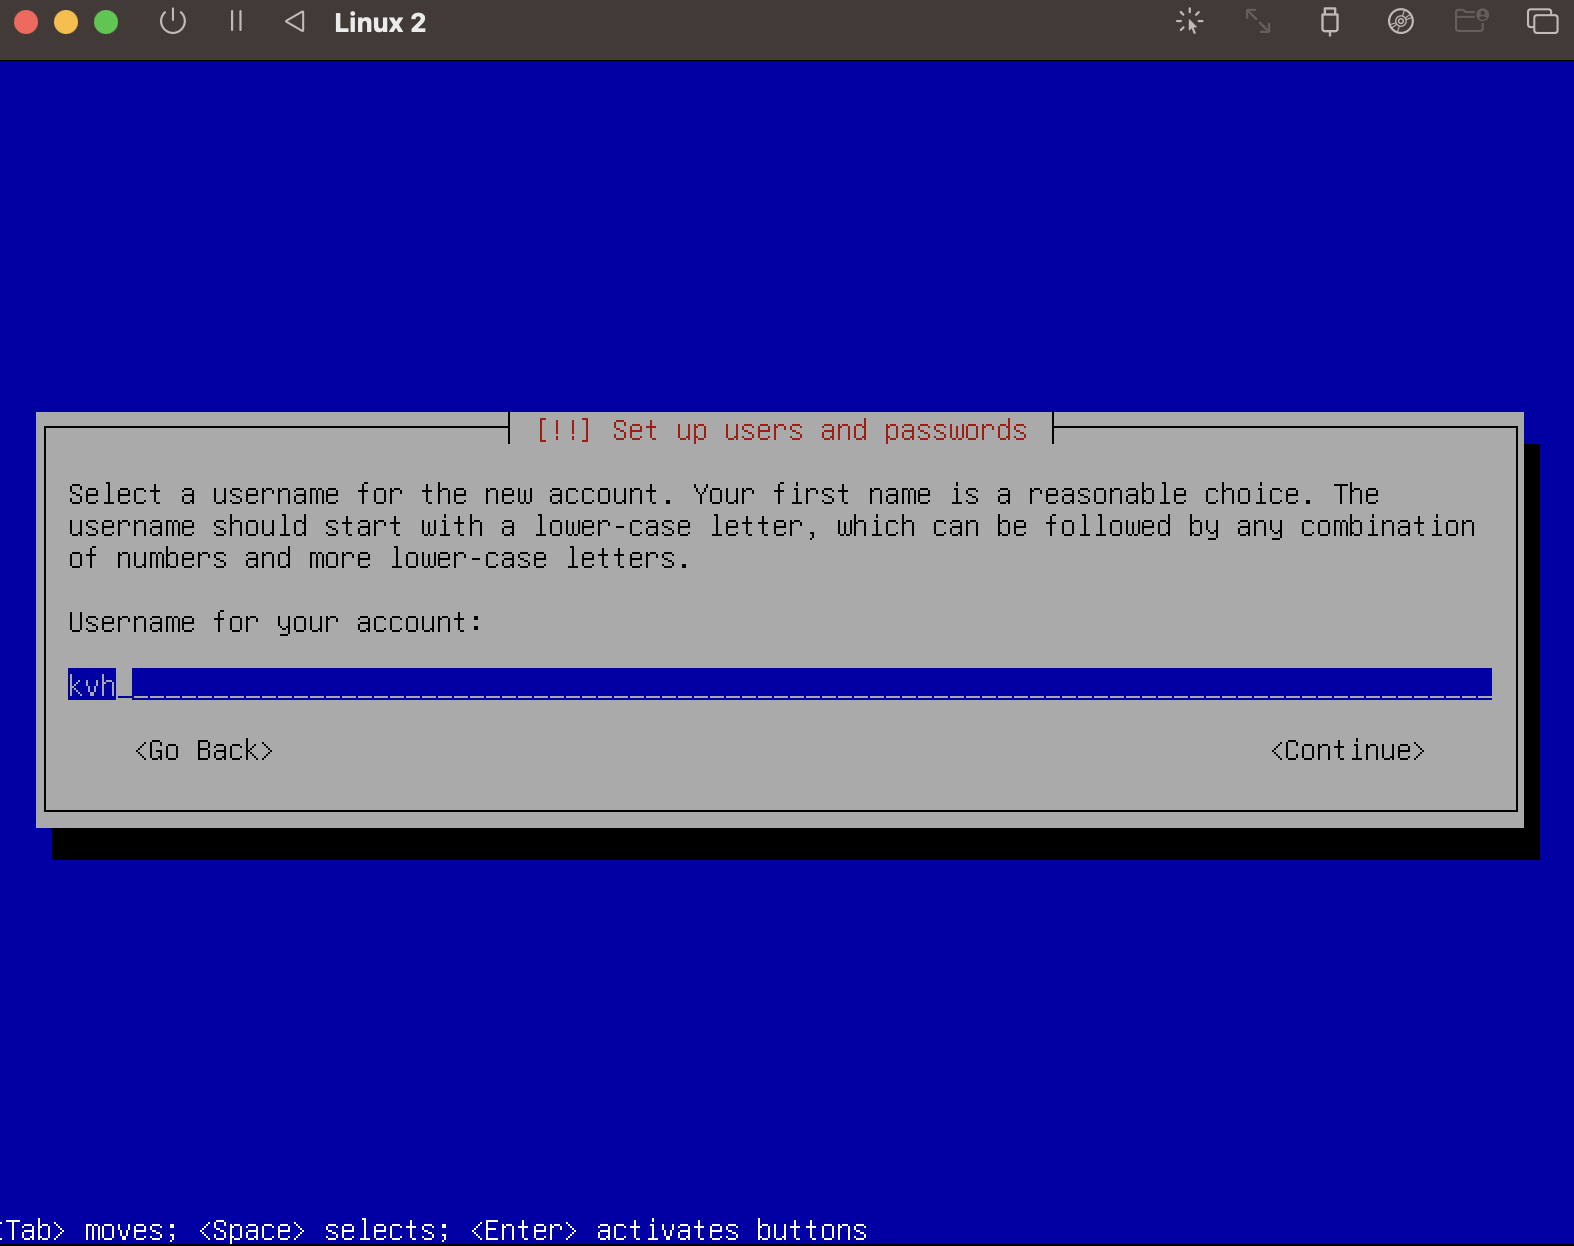 Linux 2
[!!] Set up users and passwords
Select a username for the new account. Your first name is a reasonable choice. The
username should start with a lower-case letter, which can be followed by any combination
of numbers and more lower-case letters.
Username for your account:
kvh
<Go Back> <Continue>
Tab> moves; <Space> selects; <Enter> activates buttons